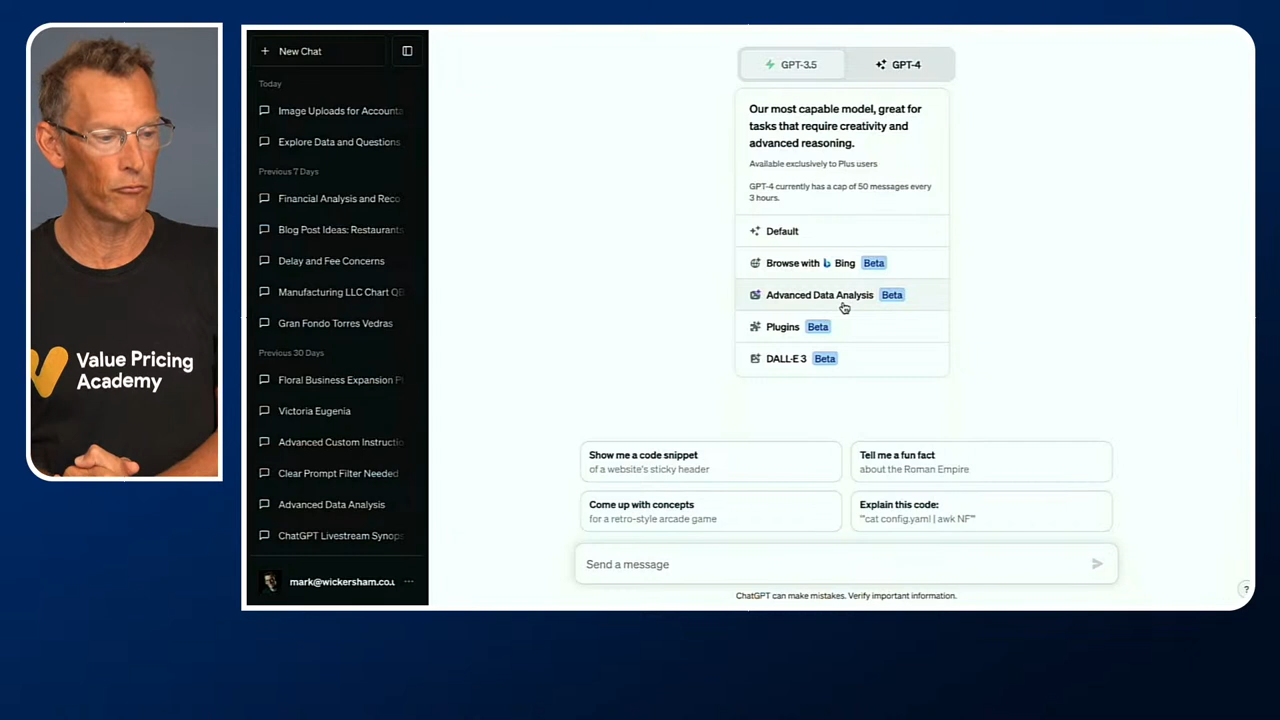 Value Pricing
Academy
New Chat
Today
Image Uploads for Accounta
Explore Data and Questions
Previous 7 Days
Financial Analysis and Reco
Blog Post Ideas: Restaurants
Delay and Fee Concerns
Manufacturing LLC Chart QB
Gran Fondo Torres Vedras
Previous 30 Days
Floral Business Expansion Pl
Victoria Eugenia
Advanced Custom Instructio
Clear Prompt Filter Needed
Advanced Data Analysis
ChatGPT Livestream Synops
mark@wickersham.co.u
GPT-3.5
GPT-4
Our most capable model, great for
tasks that require creativity and
advanced reasoning.
Available exclusively to Plus users
GPT-4 currently has a cap of 50 messages every
3 hours.
Default
Browse with Bing Beta
Advanced Data Analysis Beta
Plugins Beta
DALL·E 3 Beta
Show me a code snippet
of a website's sticky header
Tell me a fun fact
about the Roman Empire
Come up with concepts
for a retro-style arcade game
Explain this code:
"`cat config.yaml | awk NF`"
Send a message
ChatGPT can make mistakes. Verify important information.
?